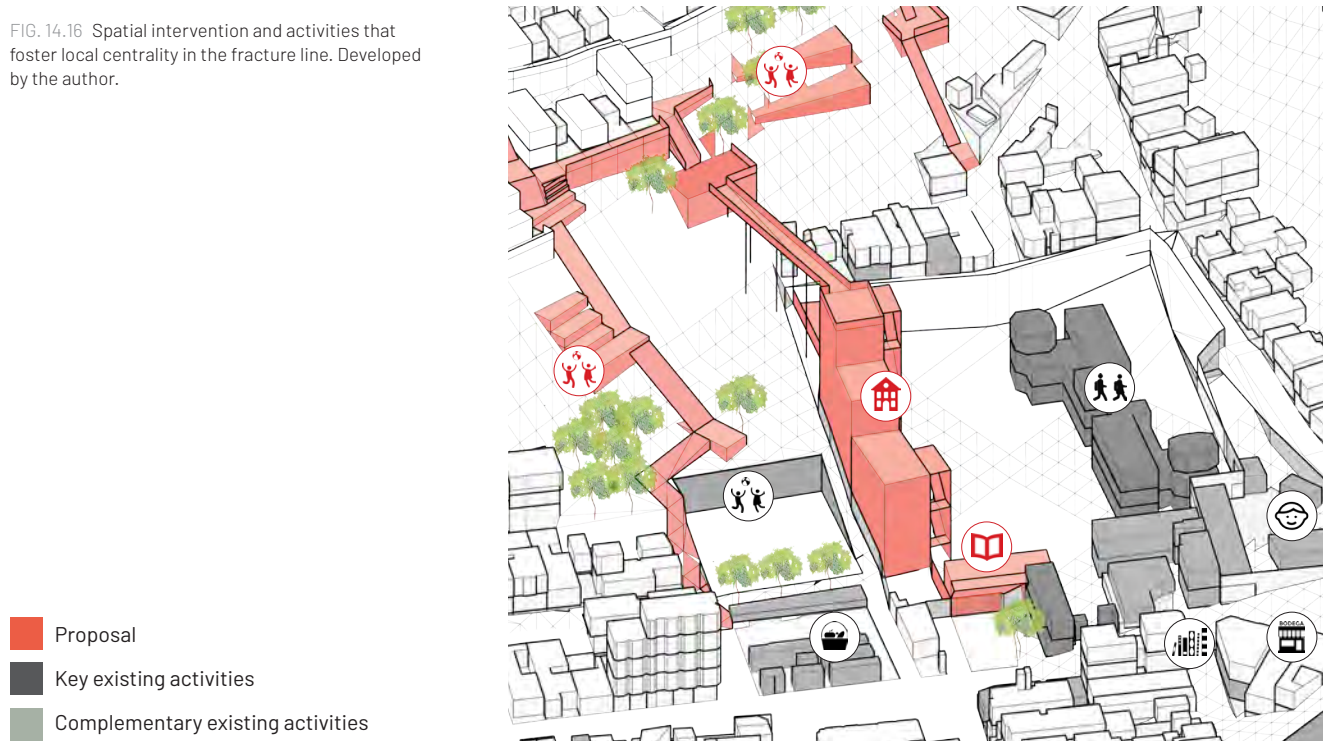 FIG. 14.16 Spatial intervention and activities that
foster local centrality in the fracture line. Developed
by the author.
BODEGA
Proposal
Key existing activities
Complementary existing activities